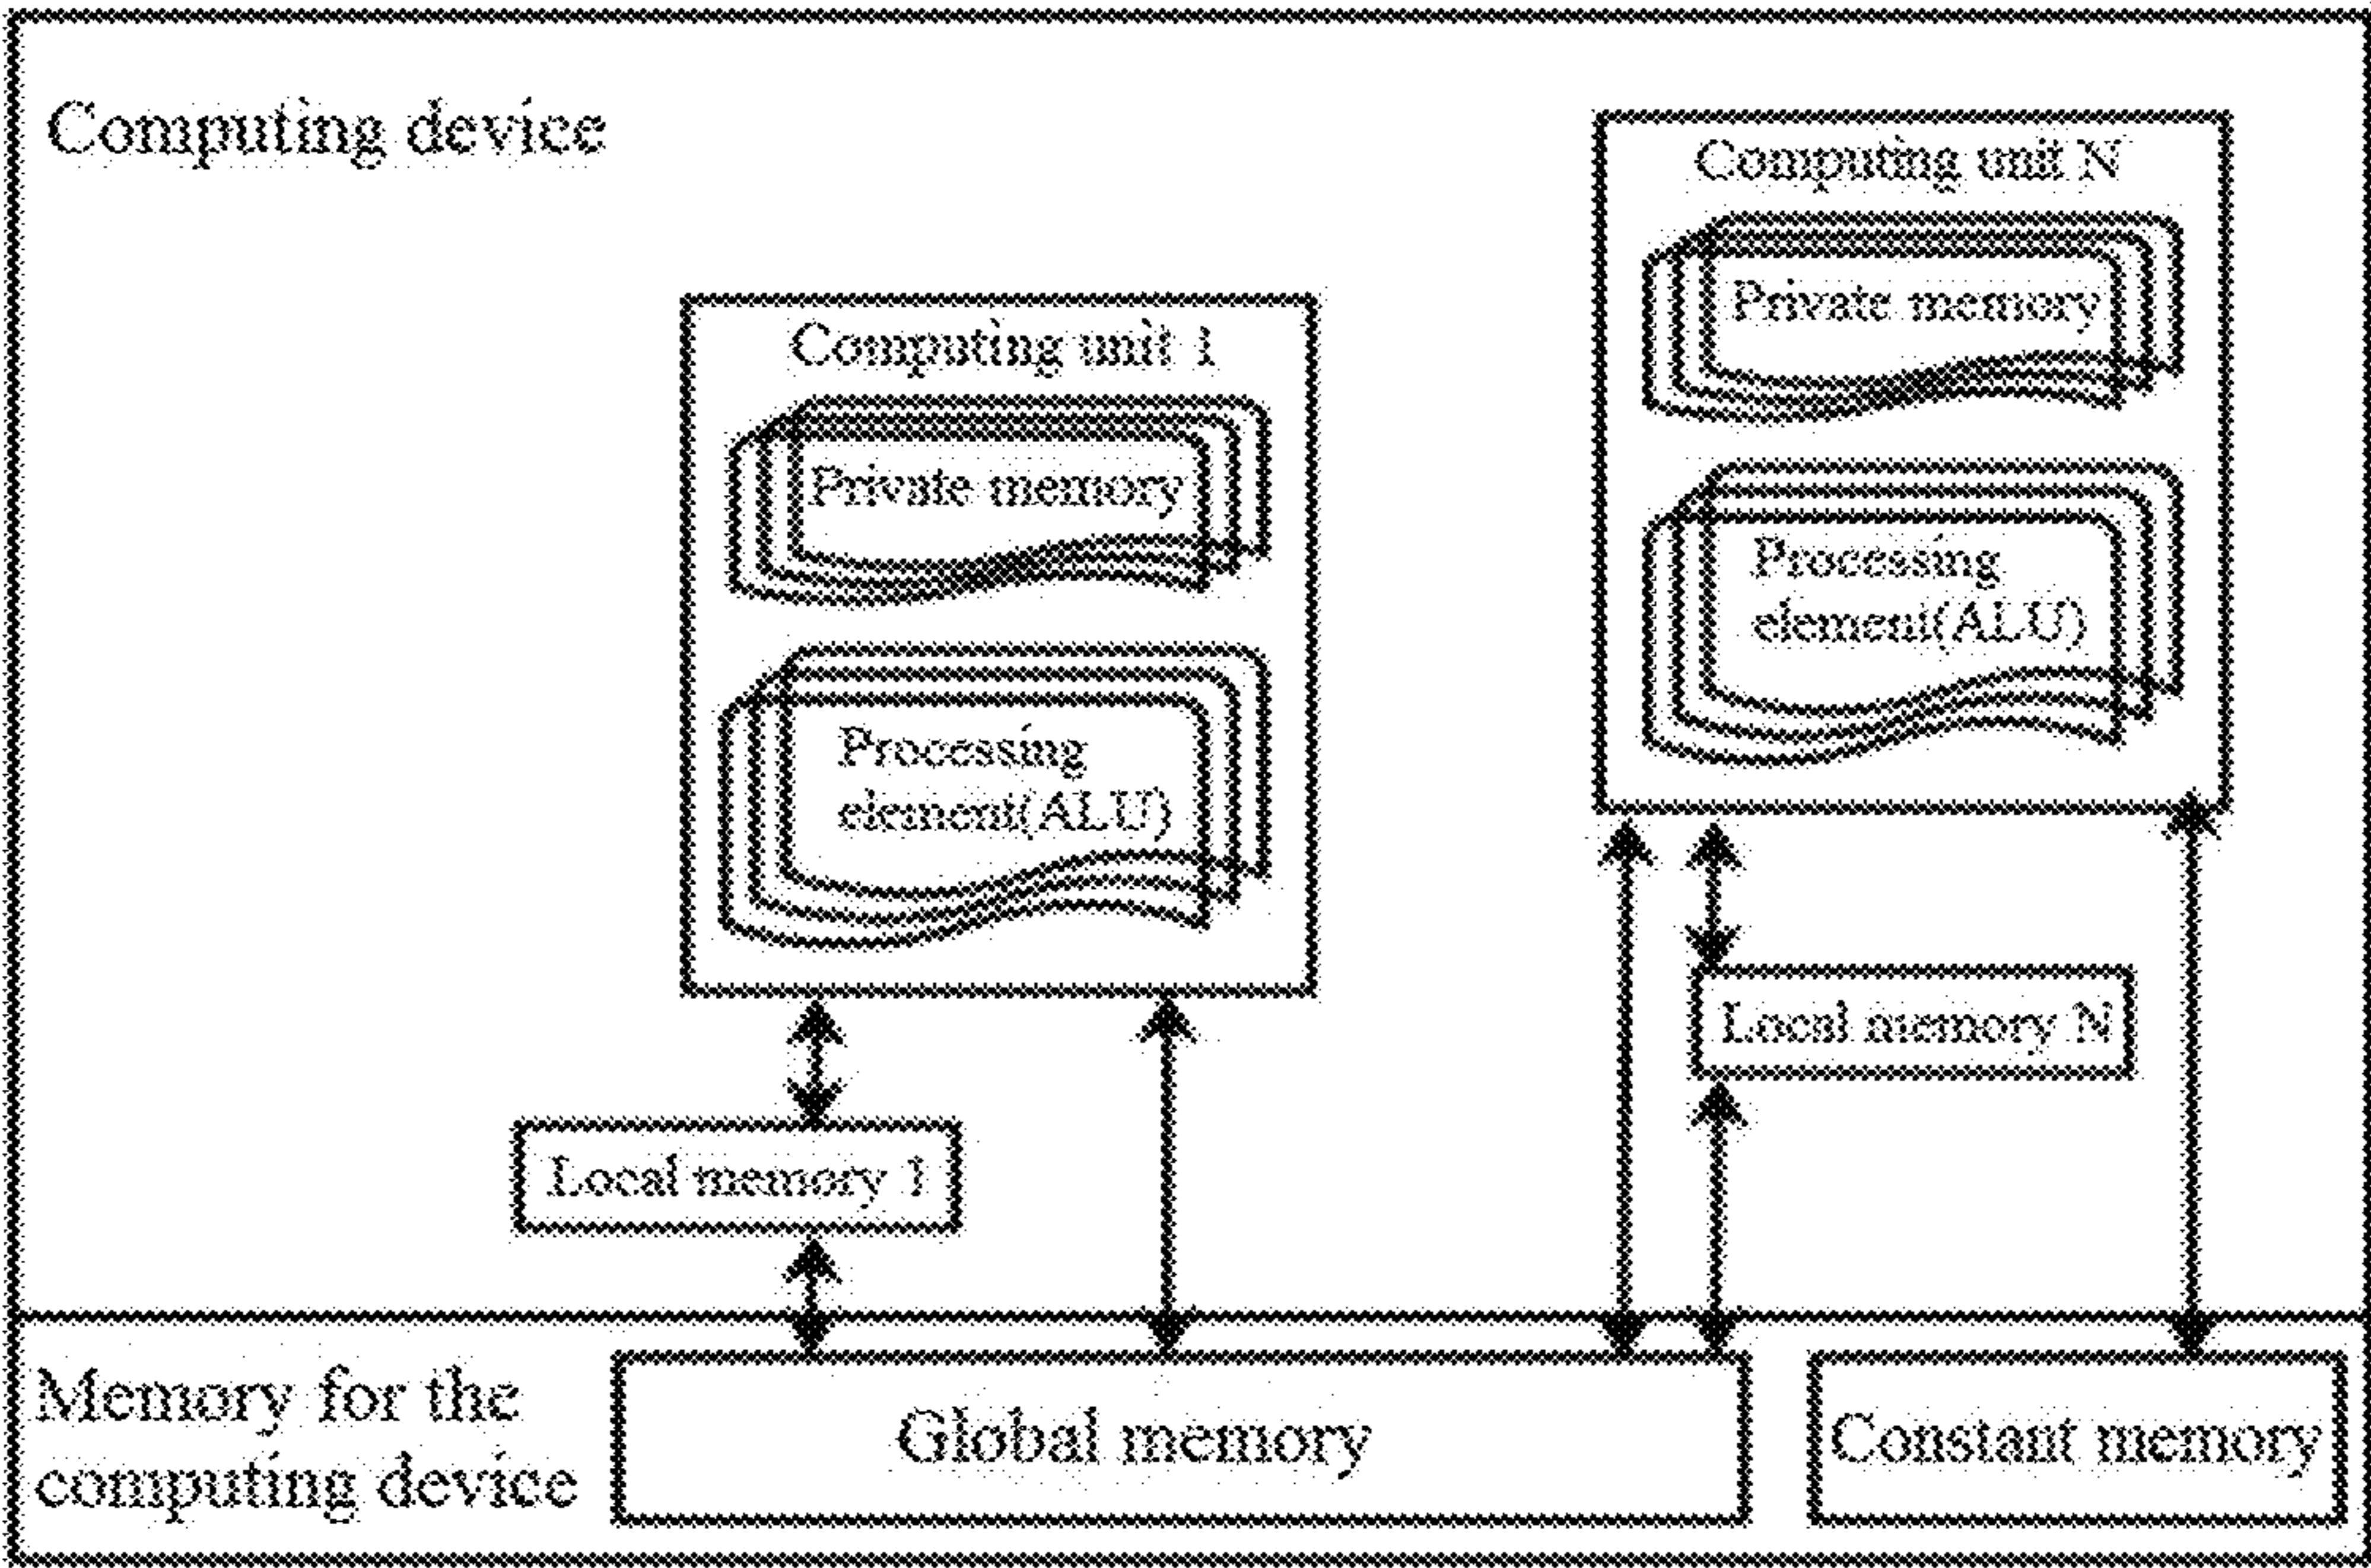 Computing device
Computing unit N
Private memory
Processing
element(ALU)
Computing unit 1
Private memory
Processing
element(ALU)
Local memory N
Local memory 1
Memory for the
computing device
Global memory
Constant memory